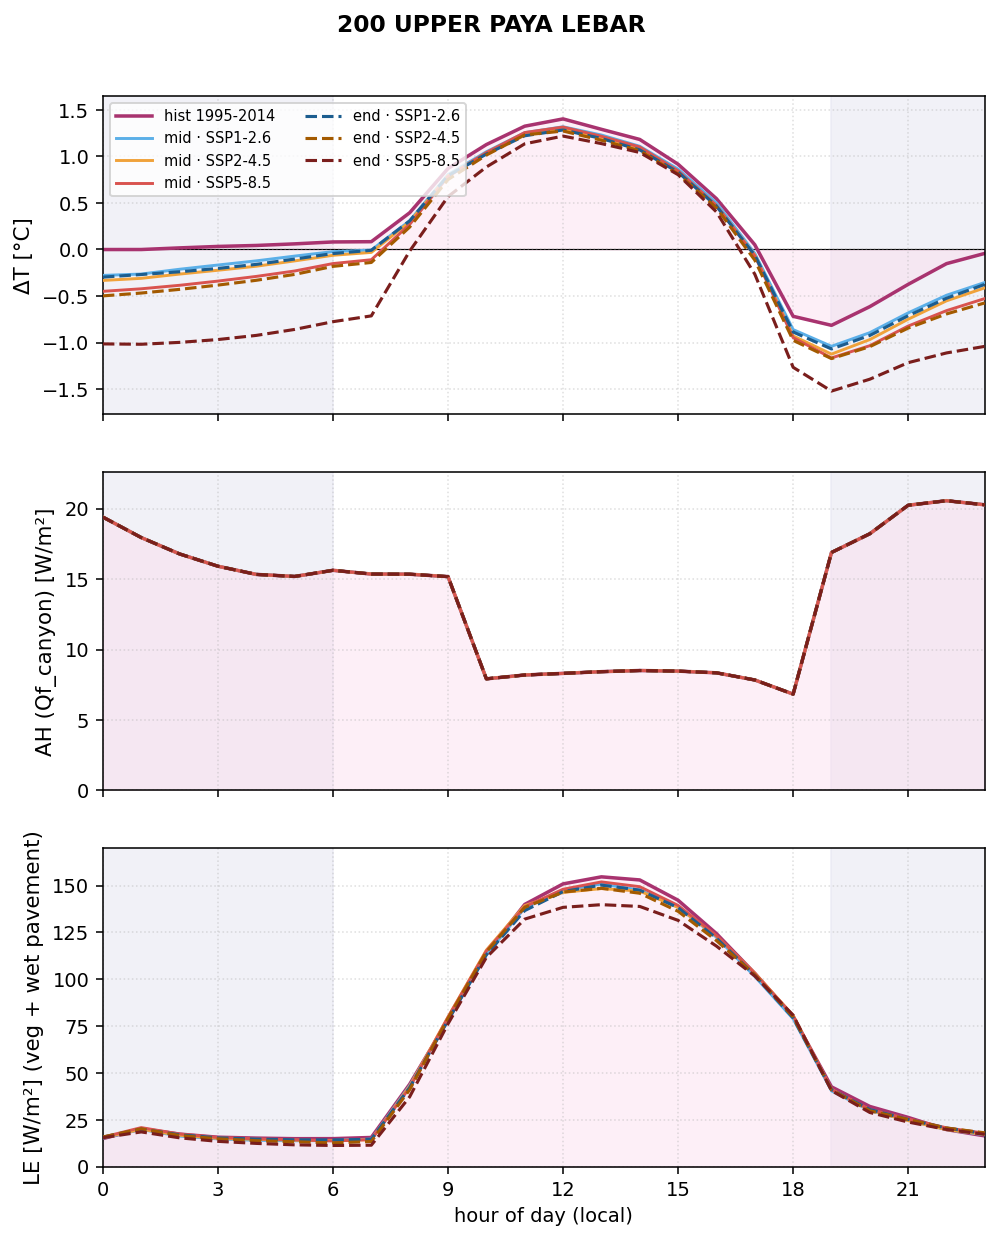 200 UPPER PAYA LEBAR
ΔT [°C]
1.5
1.0
0.5
0.0
−0.5
−1.0
−1.5
hist 1995-2014
mid · SSP1-2.6
mid · SSP2-4.5
mid · SSP5-8.5
end · SSP1-2.6
end · SSP2-4.5
end · SSP5-8.5
AH (Qf_canyon) [W/m²]
20
15
10
5
0
LE [W/m²] (veg + wet pavement)
150
125
100
75
50
25
0
0 3 6 9 12 15 18 21
hour of day (local)